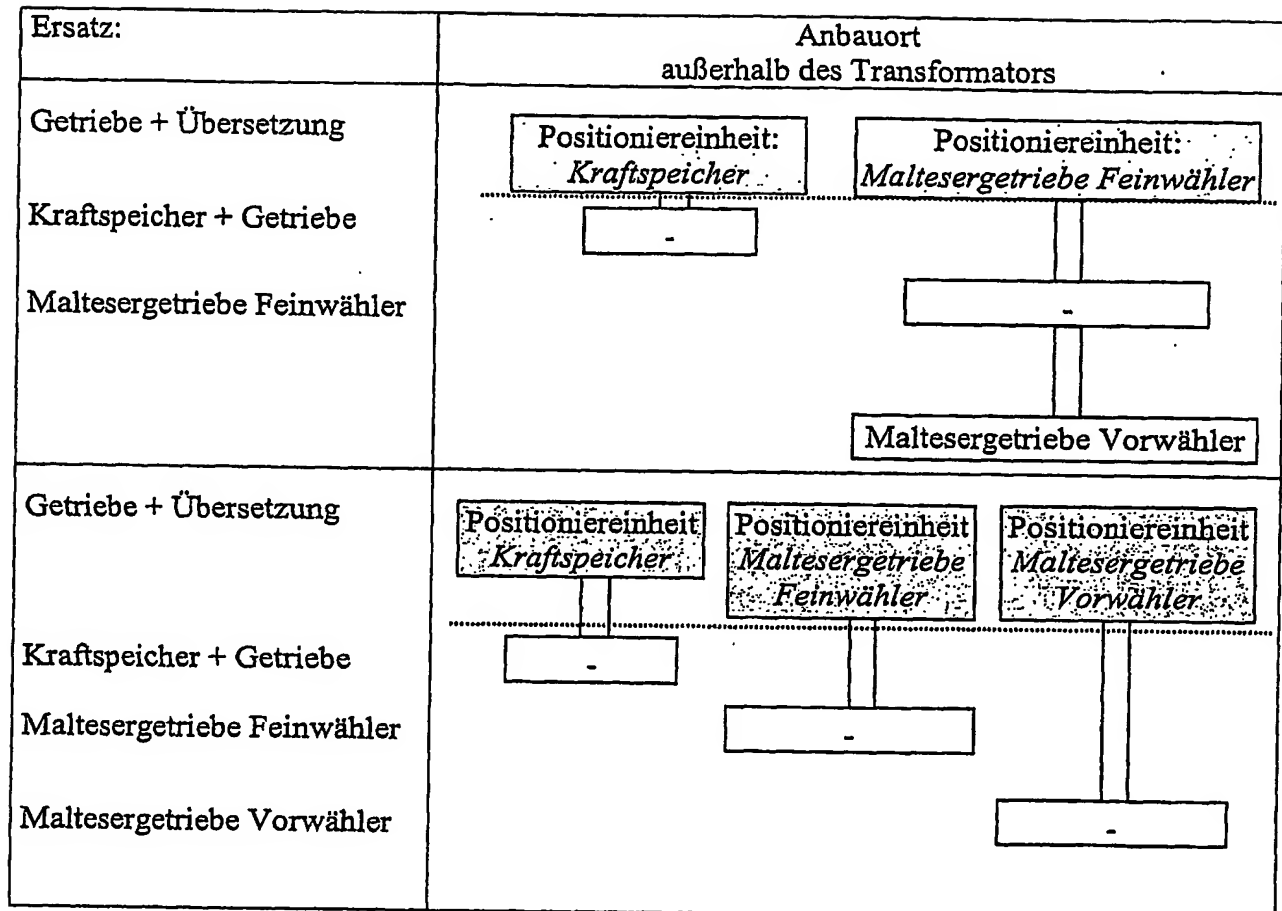 Ersatz:
Anbauort
außerhalb des Transformators
Getriebe + Übersetzung
Kraftspeicher + Getriebe
Maltesergetriebe Feinwähler
Positioniereinheit:
Kraftspeicher
-
Positioniereinheit:
Maltesergetriebe Feinwähler
-
Maltesergetriebe Vorwähler
Getriebe + Übersetzung
Kraftspeicher + Getriebe
Maltesergetriebe Feinwähler
Maltesergetriebe Vorwähler
Positioniereinheit
Kraftspeicher
-
Positioniereinheit
Maltesergetriebe
Feinwähler
-
Positioniereinheit
Maltesergetriebe
Vorwähler
-